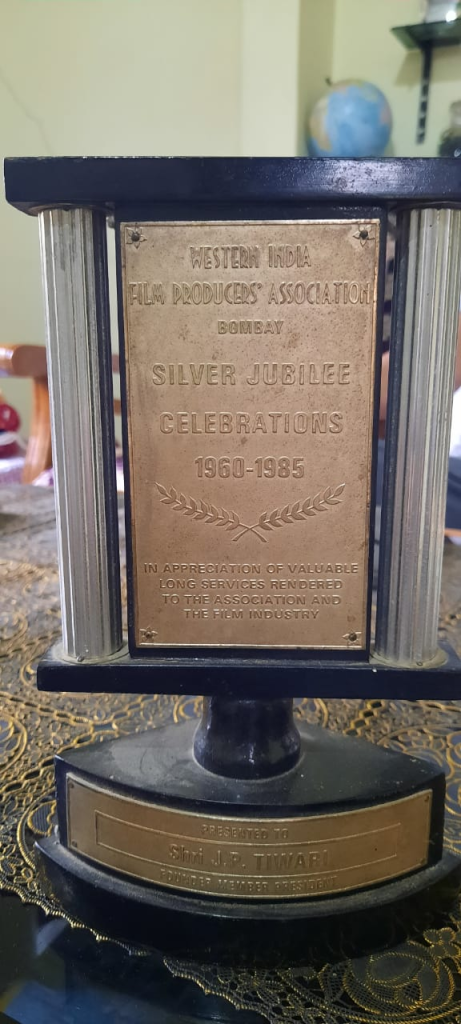 WESTERN INDIA
FILM PRODUCERS' ASSOCIATION
BOMBAY
SILVER JUBILEE
CELEBRATIONS
1960-1985
IN APPRECIATION OF VALUABLE
LONG SERVICES RENDERED
TO THE ASSOCIATION AND
THE FILM INDUSTRY
PRESENTED TO
Shri J.P. TIWARI
FOUNDER MEMBER PRESIDENT